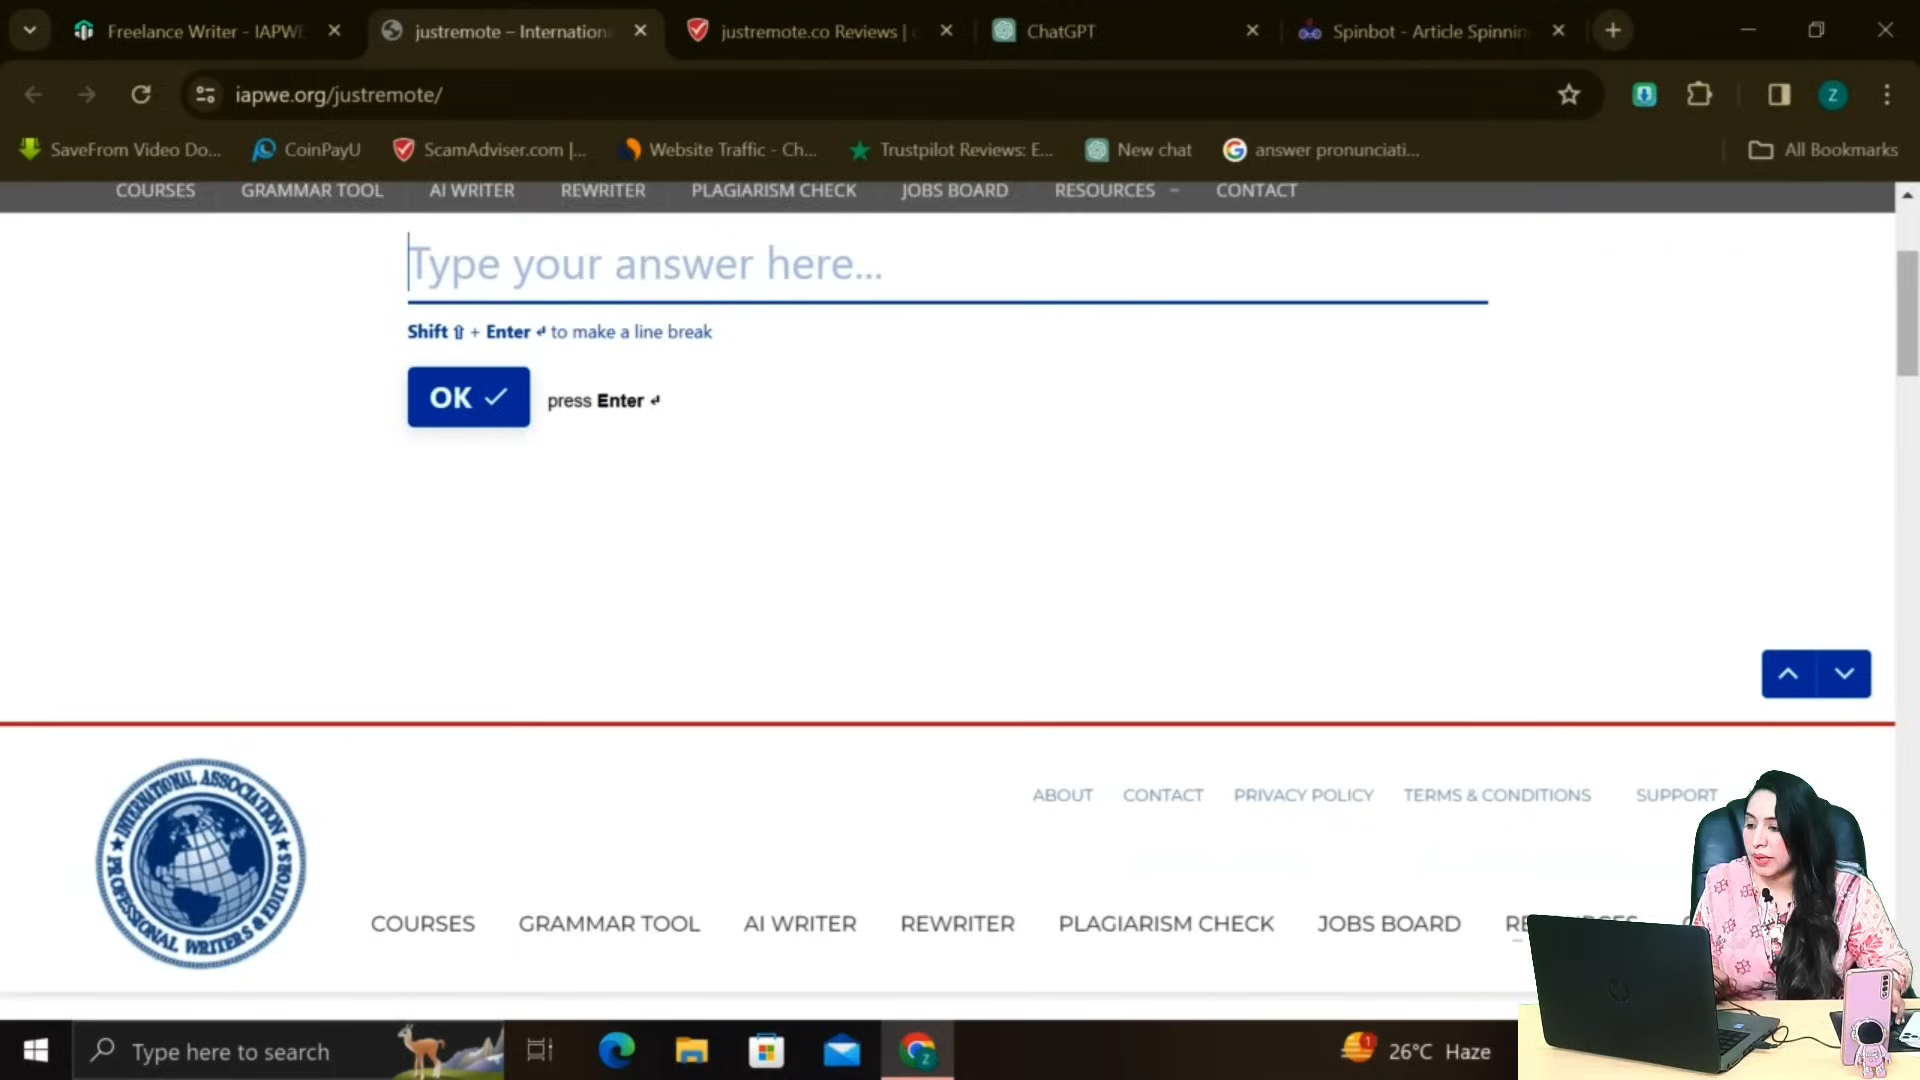 Freelance Writer - IAPWE
justremote – Internation
justremote.co Reviews |
ChatGPT
Spinbot - Article Spinnin
iapwe.org/justremote/
Z
SaveFrom Video Do...
CoinPayU
ScamAdviser.com |...
Website Traffic - Ch...
Trustpilot Reviews: E...
New chat
answer pronunciati...
All Bookmarks
COURSES
GRAMMAR TOOL
AI WRITER
REWRITER
PLAGIARISM CHECK
JOBS BOARD
RESOURCES
CONTACT
Type your answer here...
Shift ⇧ + Enter ↵ to make a line break
OK ✓
press Enter ↵
INTERNATIONAL ASSOCIATION
PROFESSIONAL WRITERS & EDITORS
ABOUT
CONTACT
PRIVACY POLICY
TERMS & CONDITIONS
SUPPORT
COURSES
GRAMMAR TOOL
AI WRITER
REWRITER
PLAGIARISM CHECK
JOBS BOARD
Type here to search
Z
1
26°C Haze